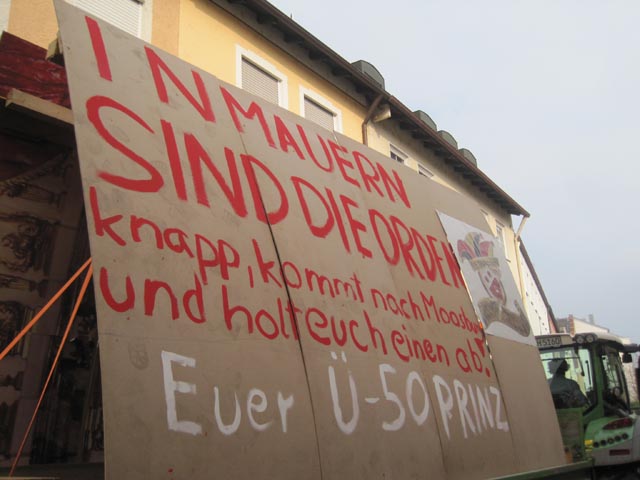 IN MAUERN
SIND DIE ORDEN
knapp, kommt nach Moosburg
und holt euch einen ab!
Euer Ü-50 PRINZ